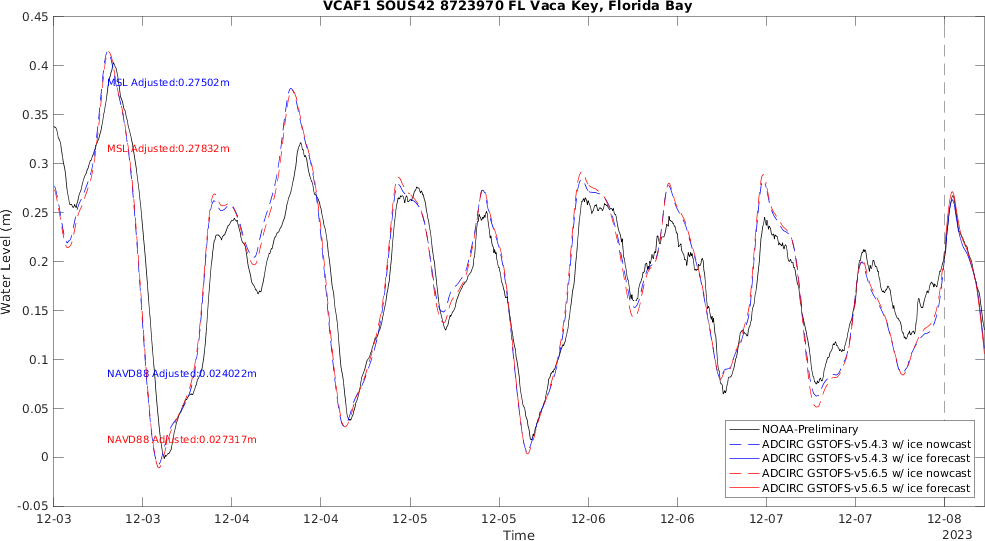 VCAF1 SOUS42 8723970 FL Vaca Key, Florida Bay
0.45
0.4
0.35
0.3
0.25
0.2
0.15
0.1
0.05
0
-0.05
Water Level (m)
MSL Adjusted:0.27502m
MSL Adjusted:0.27832m
NAVD88 Adjusted:0.024022m
NAVD88 Adjusted:0.027317m
NOAA-Preliminary
ADCIRC GSTOFS-v5.4.3 w/ ice nowcast
ADCIRC GSTOFS-v5.4.3 w/ ice forecast
ADCIRC GSTOFS-v5.6.5 w/ ice nowcast
ADCIRC GSTOFS-v5.6.5 w/ ice forecast
12-03 12-03 12-04 12-04 12-05 12-05 12-06 12-06 12-07 12-07 12-08
Time
2023